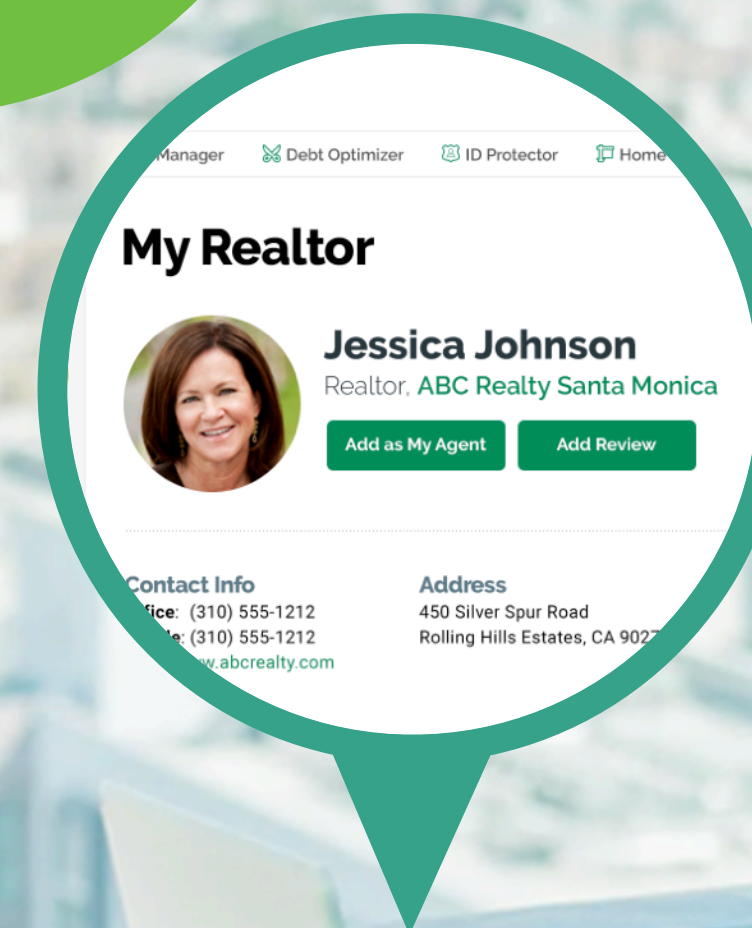 Manager Debt Optimizer ID Protector Home
My Realtor
Jessica Johnson
Realtor, ABC Realty Santa Monica
Add as My Agent Add Review
Contact Info Address
(310) 555-1212 450 Silver Spur Road
(310) 555-1212 Rolling Hills Estates, CA 9027
.abcrealty.com